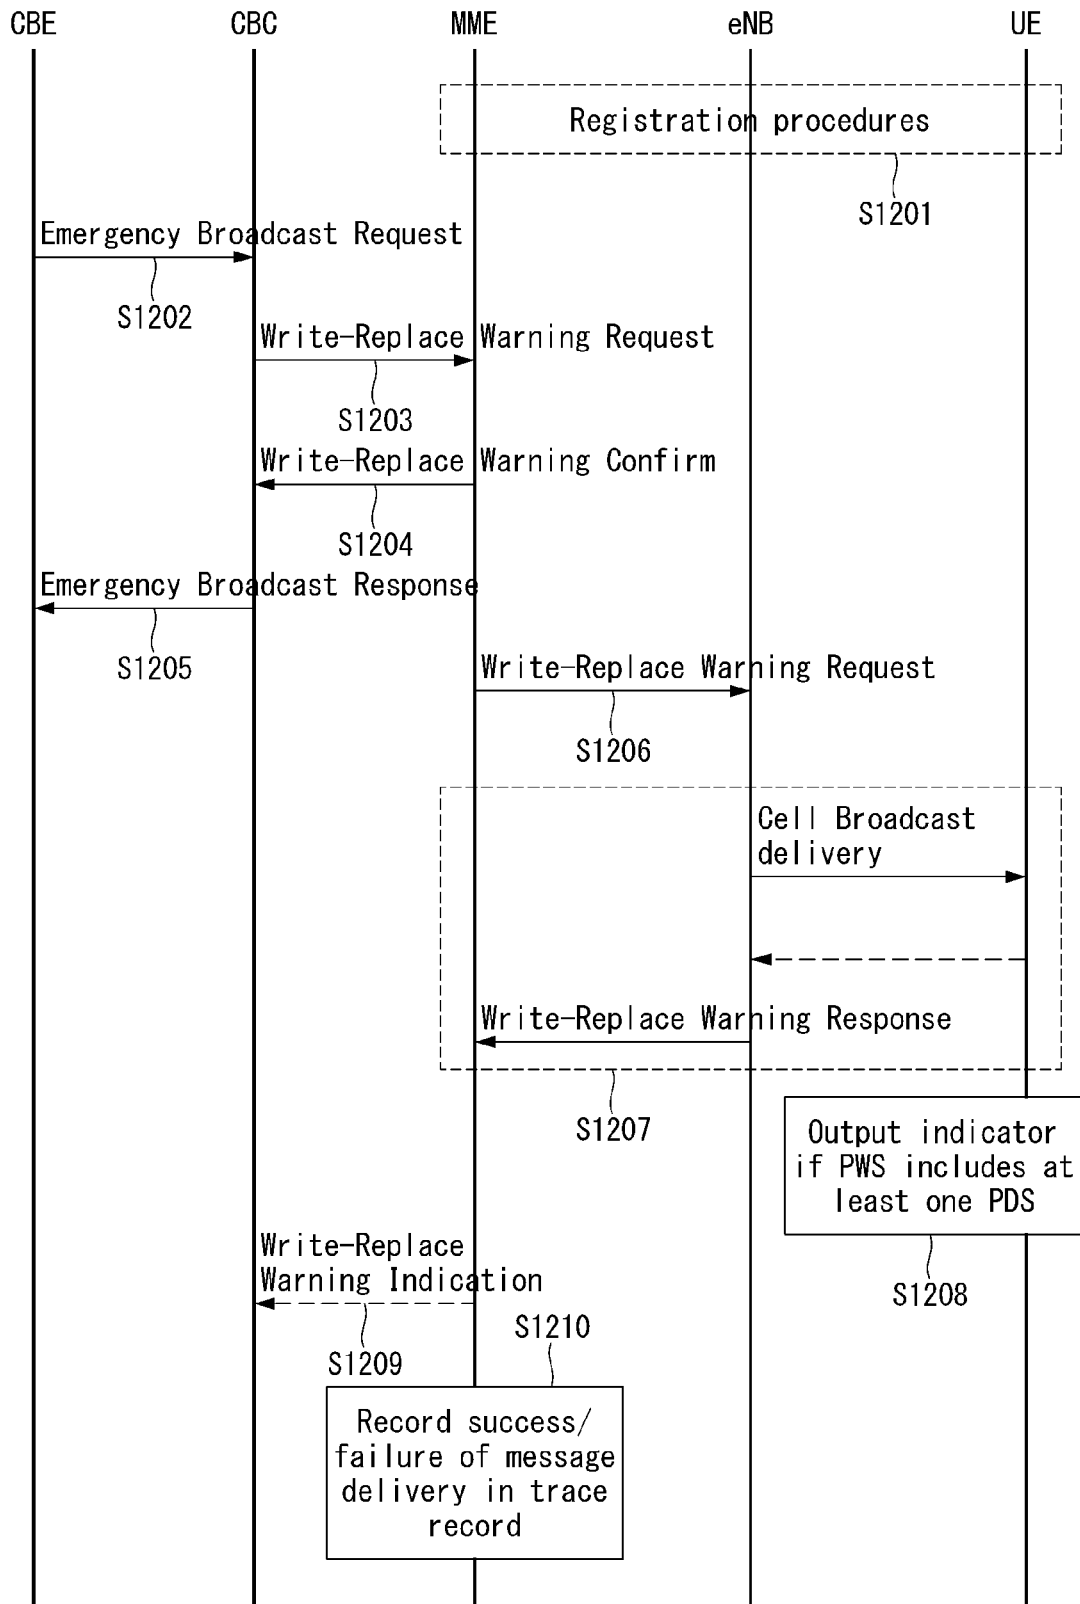 CBE CBC MME eNB UE
Registration procedures
S1201
Emergency Broadcast Request
S1202
Write-Replace Warning Request
S1203
Write-Replace Warning Confirm
S1204
Emergency Broadcast Response
S1205
Write-Replace Warning Request
S1206
Cell Broadcast
delivery
Write-Replace Warning Response
S1207
Output indicator
if PWS includes at
least one PDS
S1208
Write-Replace
Warning Indication
S1209
S1210
Record success/
failure of message
delivery in trace
record